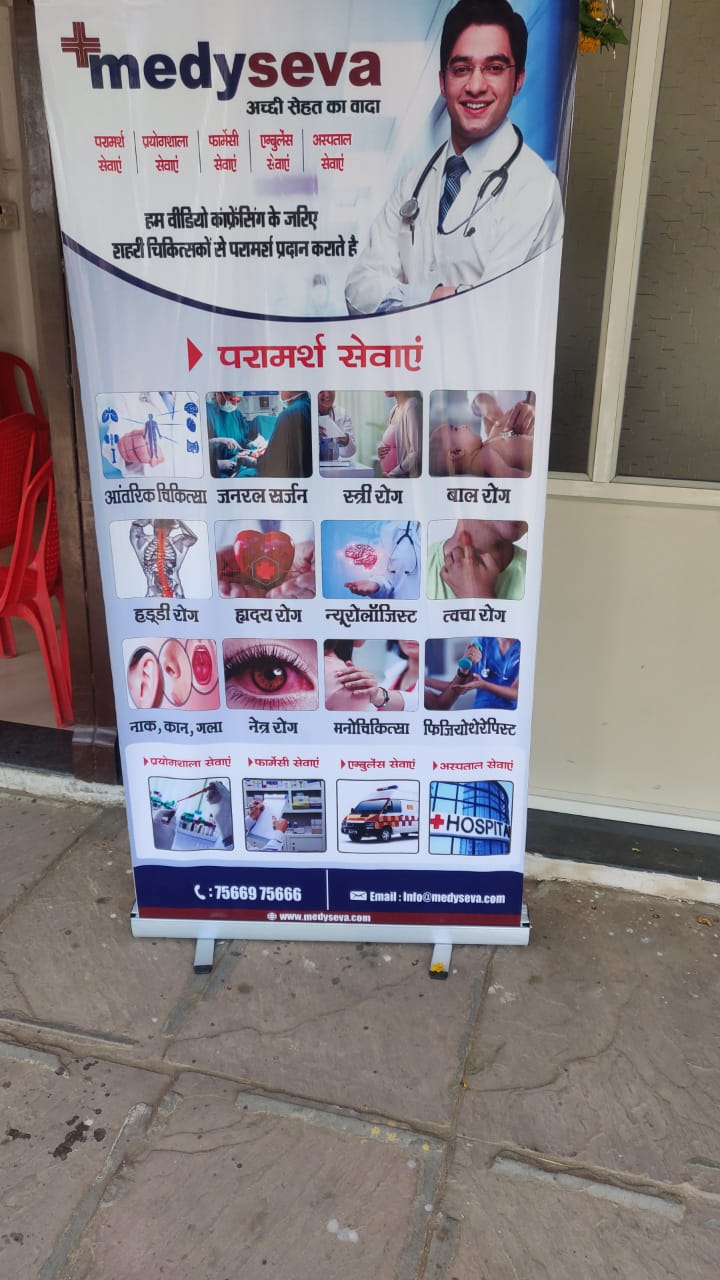 medyseva
अच्छी सेहत का वादा
परामर्श सेवाएं
प्रयोगशाला सेवाएं
फार्मेसी सेवाएं
एम्बुलेंस सेवाएं
अस्पताल सेवाएं
हम वीडियो कांफ्रेंसिंग के जरिए
शहरी चिकित्सकों से परामर्श प्रदान कराते है
परामर्श सेवाएं
आंतरिक चिकित्सा जनरल सर्जन स्त्री रोग बाल रोग
हड्डी रोग हृदय रोग न्यूरोलॉजिस्ट त्वचा रोग
नाक, कान, गला नेत्र रोग मनोचिकित्सा फिजियोथेरेपिस्ट
प्रयोगशाला सेवाएं फार्मेसी सेवाएं एम्बुलेंस सेवाएं अस्पताल सेवाएं
HOSPITA
: 75669 75666 Email : Info@medyseva.com
www.medyseva.com